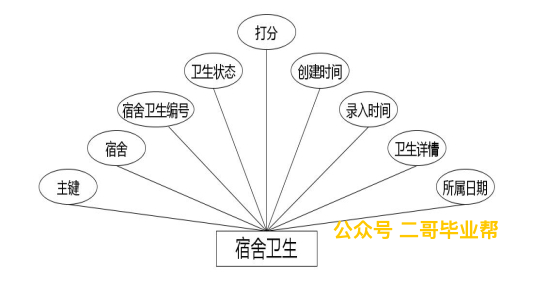 打分
卫生状态
创建时间
宿舍卫生编号
录入时间
宿舍
卫生详情
主键
所属日期
公众号 二哥毕业帮
宿舍卫生